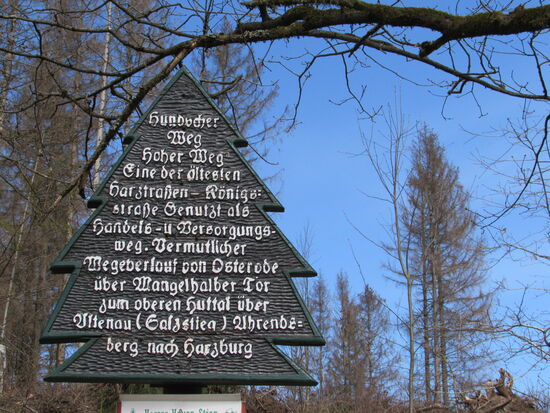 Hundscher
Weg
Hoher Weg
Eine der ältesten
Harzstraßen - Königs=
straße Genutzt als
Handels - u Versorgungs=
weg. Vermutlicher
Wegeverlauf von Osterode
über Mangelhalber Tor
zum oberen Huttal über
Altenau (Salzstieg) Ahrends=
berg nach Harzburg